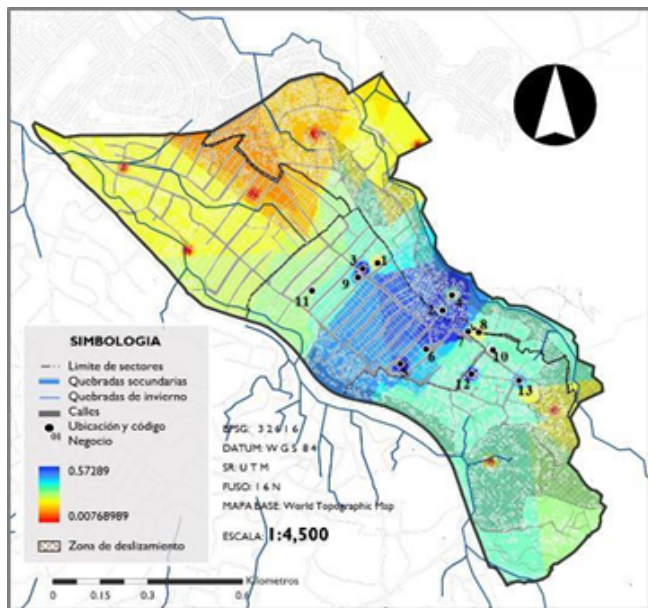 1
3
9
11
4
2
8
7
6
10
12
13
SIMBOLOGIA
Limite de sectores
Quebradas secundarias
Quebradas de invierno
Calles
Ubicación y código
Negocio
0.57289
0.00768989
Zona de deslizamiento
EPSG: 32616
DATUM: WGS 84
SR: UTM
FUSO: 16N
MAPA BASE: World Topographic Map
ESCALA: 1:4,500
Kilometros
0 0.15 0.3 0.6